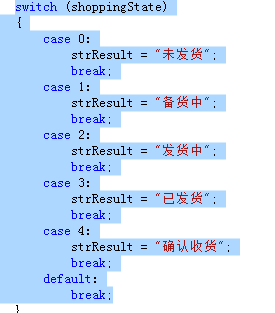 switch (shoppingState)
{
    case 0:
        strResult = "未发货";
        break;
    case 1:
        strResult = "备货中";
        break;
    case 2:
        strResult = "发货中";
        break;
    case 3:
        strResult = "已发货";
        break;
    case 4:
        strResult = "确认收货";
        break;
    default:
        break;
}